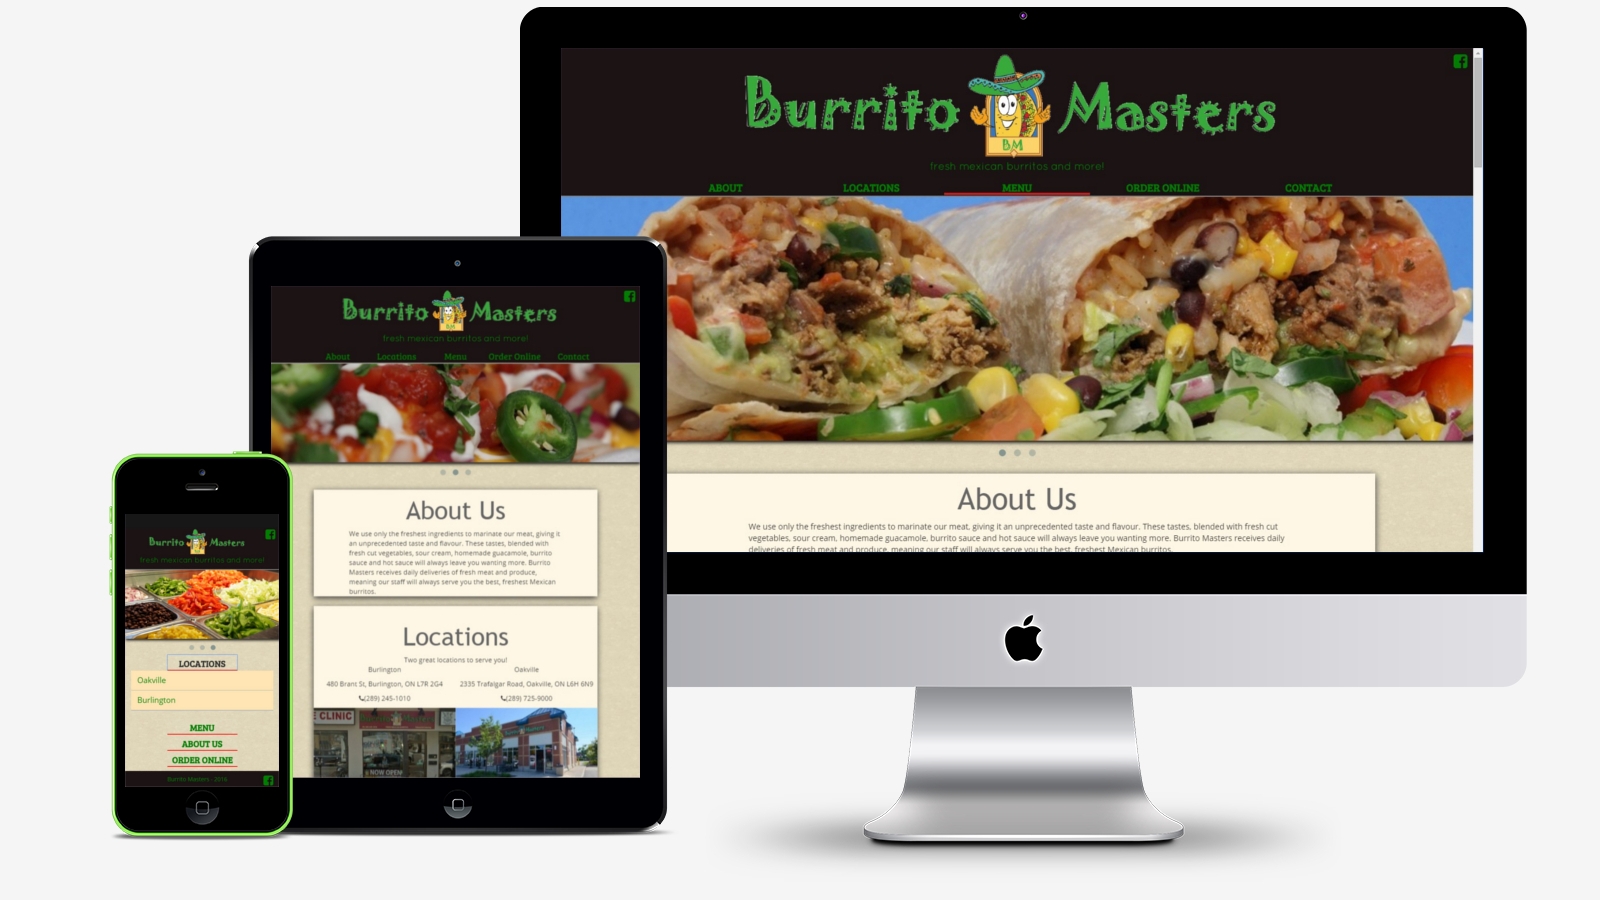 Burrito Masters
BM
fresh mexican burritos and more!
ABOUT LOCATIONS MENU ORDER ONLINE CONTACT
About Us
We use only the freshest ingredients to marinate our meat, giving it an unprecedented taste and flavour. These tastes, blended with fresh cut
vegetables, sour cream, homemade guacamole, burrito sauce and hot sauce will always leave you wanting more. Burrito Masters receives daily
deliveries of fresh meat and produce, meaning our staff will always serve you the best, freshest Mexican burritos.
Burrito Masters
BM
fresh mexican burritos and more!
About Locations Menu Order Online Contact
About Us
We use only the freshest ingredients to marinate our meat, giving it
an unprecedented taste and flavour. These tastes, blended with
fresh cut vegetables, sour cream, homemade guacamole, burrito
sauce and hot sauce will always leave you wanting more. Burrito
Masters receives daily deliveries of fresh meat and produce,
meaning our staff will always serve you the best, freshest Mexican
burritos.
Locations
Two great locations to serve you!
Burlington Oakville
480 Brant St, Burlington, ON L7R 2G4 2335 Trafalgar Road, Oakville, ON L6H 6N9
(289) 245-1010 (289) 725-9000
E CLINIC
NOW OPEN
Burrito Masters
fresh mexican burritos and more!
LOCATIONS
Oakville
Burlington
MENU
ABOUT US
ORDER ONLINE
Burrito Masters - 2016